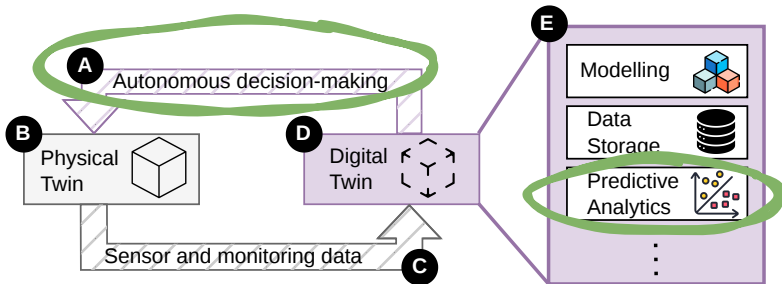 A
Autonomous decision-making
B
Physical
Twin
D
Digital
Twin
Sensor and monitoring data
C
E
Modelling
Data
Storage
Predictive
Analytics